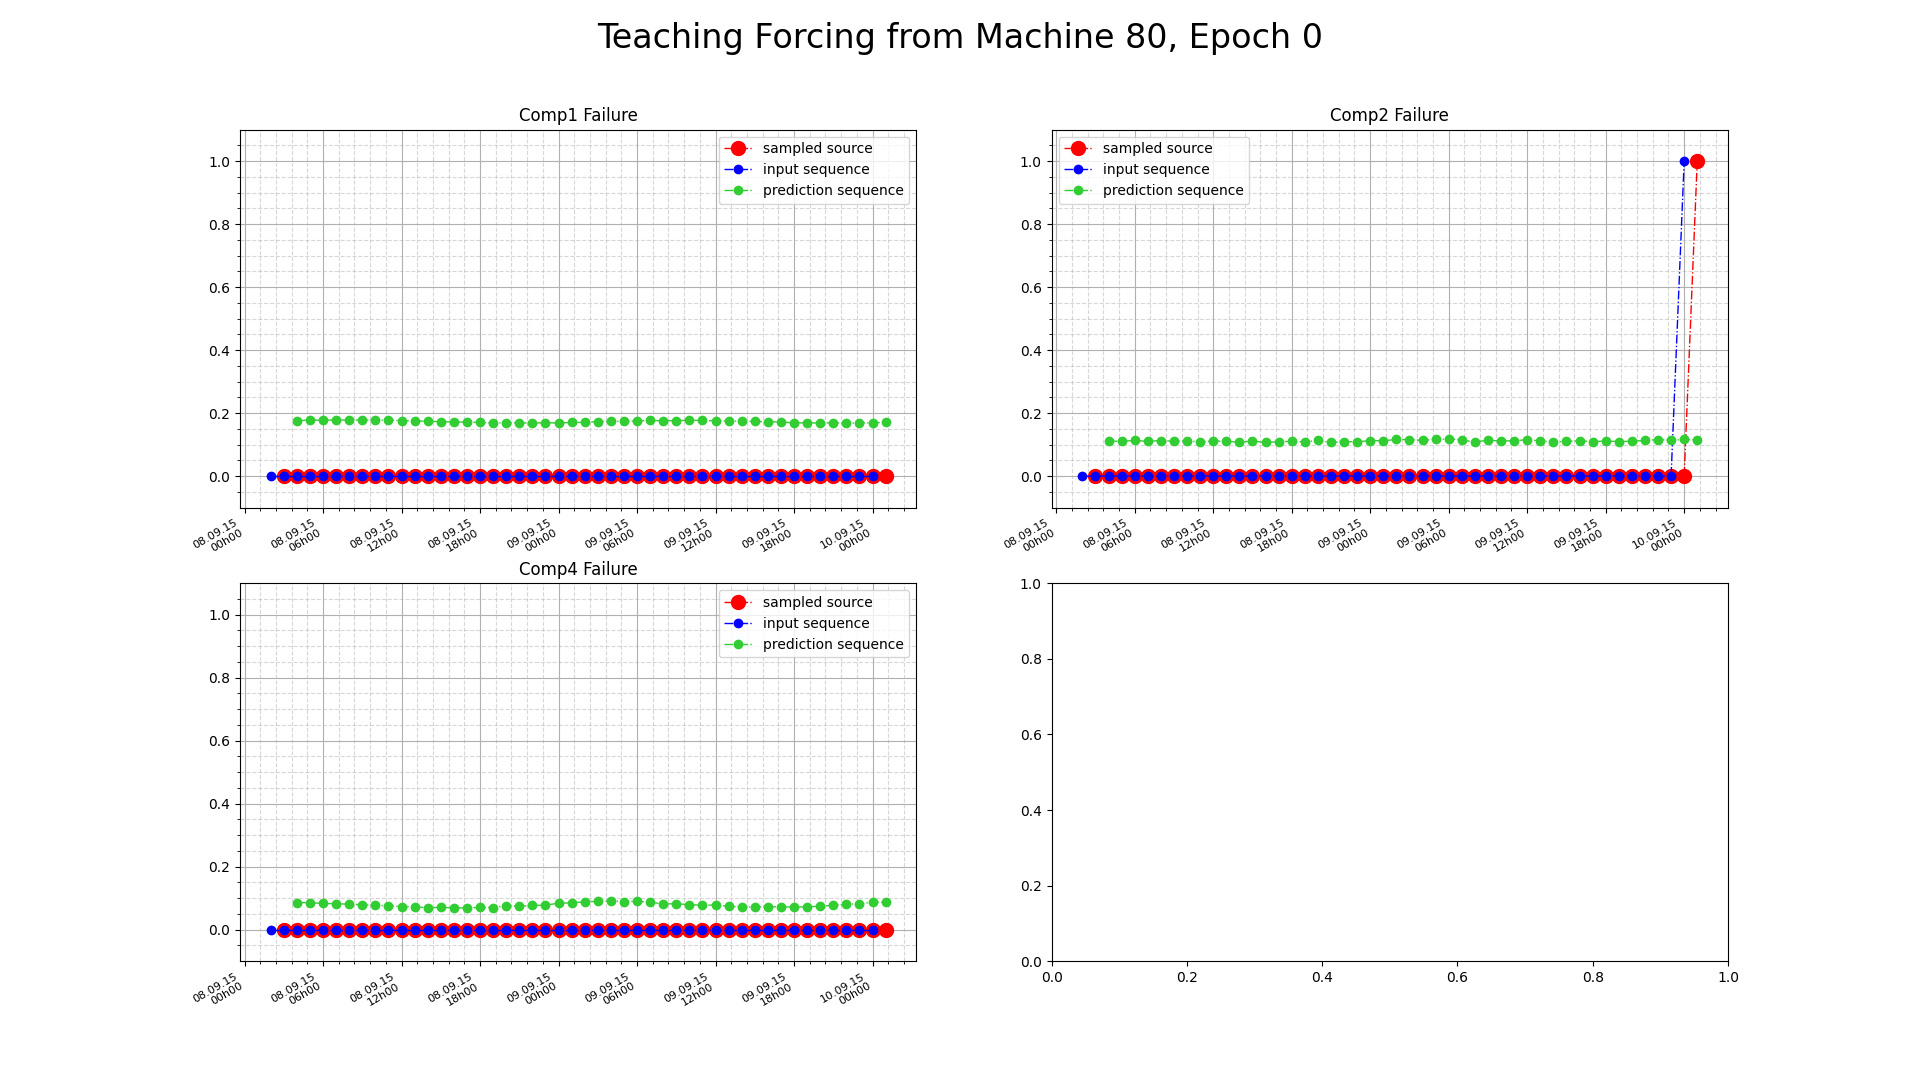 Teaching Forcing from Machine 80, Epoch 0
Comp1 Failure
1.0
0.8
0.6
0.4
0.2
0.0
sampled source
input sequence
prediction sequence
08.09.15 00h00
08.09.15 06h00
08.09.15 12h00
08.09.15 18h00
09.09.15 00h00
09.09.15 06h00
09.09.15 12h00
09.09.15 18h00
10.09.15 00h00
Comp2 Failure
1.0
0.8
0.6
0.4
0.2
0.0
sampled source
input sequence
prediction sequence
08.09.15 00h00
08.09.15 06h00
08.09.15 12h00
08.09.15 18h00
09.09.15 00h00
09.09.15 06h00
09.09.15 12h00
09.09.15 18h00
10.09.15 00h00
Comp4 Failure
1.0
0.8
0.6
0.4
0.2
0.0
sampled source
input sequence
prediction sequence
08.09.15 00h00
08.09.15 06h00
08.09.15 12h00
08.09.15 18h00
09.09.15 00h00
09.09.15 06h00
09.09.15 12h00
09.09.15 18h00
10.09.15 00h00
1.0
0.8
0.6
0.4
0.2
0.0
0.0 0.2 0.4 0.6 0.8 1.0